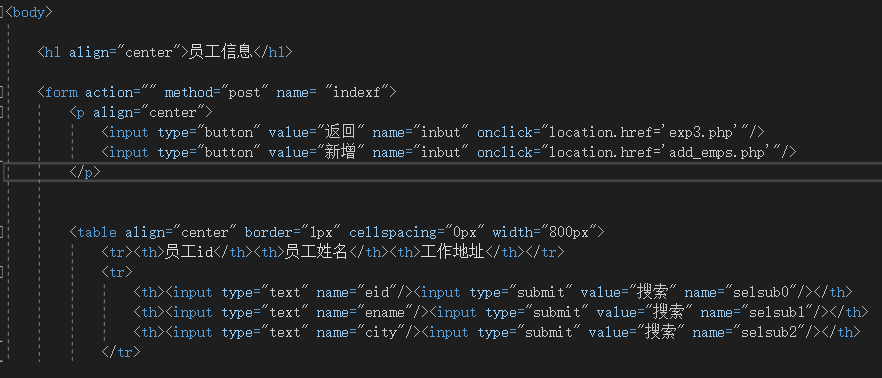 <body>
<h1 align="center">员工信息</h1>
<form action="" method="post" name= "indexf">
<p align="center">
<input type="button" value="返回" name="inbut" onclick="location.href='exp3.php'"/>
<input type="button" value="新增" name="inbut" onclick="location.href='add_emps.php'"/>
</p>
<table align="center" border="1px" cellspacing="0px" width="800px">
<tr><th>员工id</th><th>员工姓名</th><th>工作地址</th></tr>
<tr>
<th><input type="text" name="eid"/><input type="submit" value="搜索" name="selsub0"/></th>
<th><input type="text" name="ename"/><input type="submit" value="搜索" name="selsub1"/></th>
<th><input type="text" name="city"/><input type="submit" value="搜索" name="selsub2"/></th>
</tr>